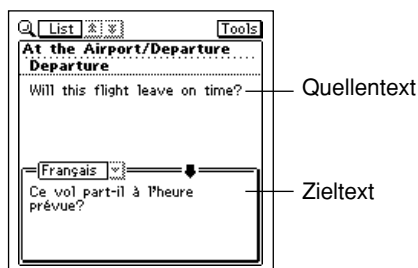 List Tools
At the Airport/Departure
Departure
Will this flight leave on time?
Quellentext
Français
Ce vol part-il à l'heure
prévue?
Zieltext